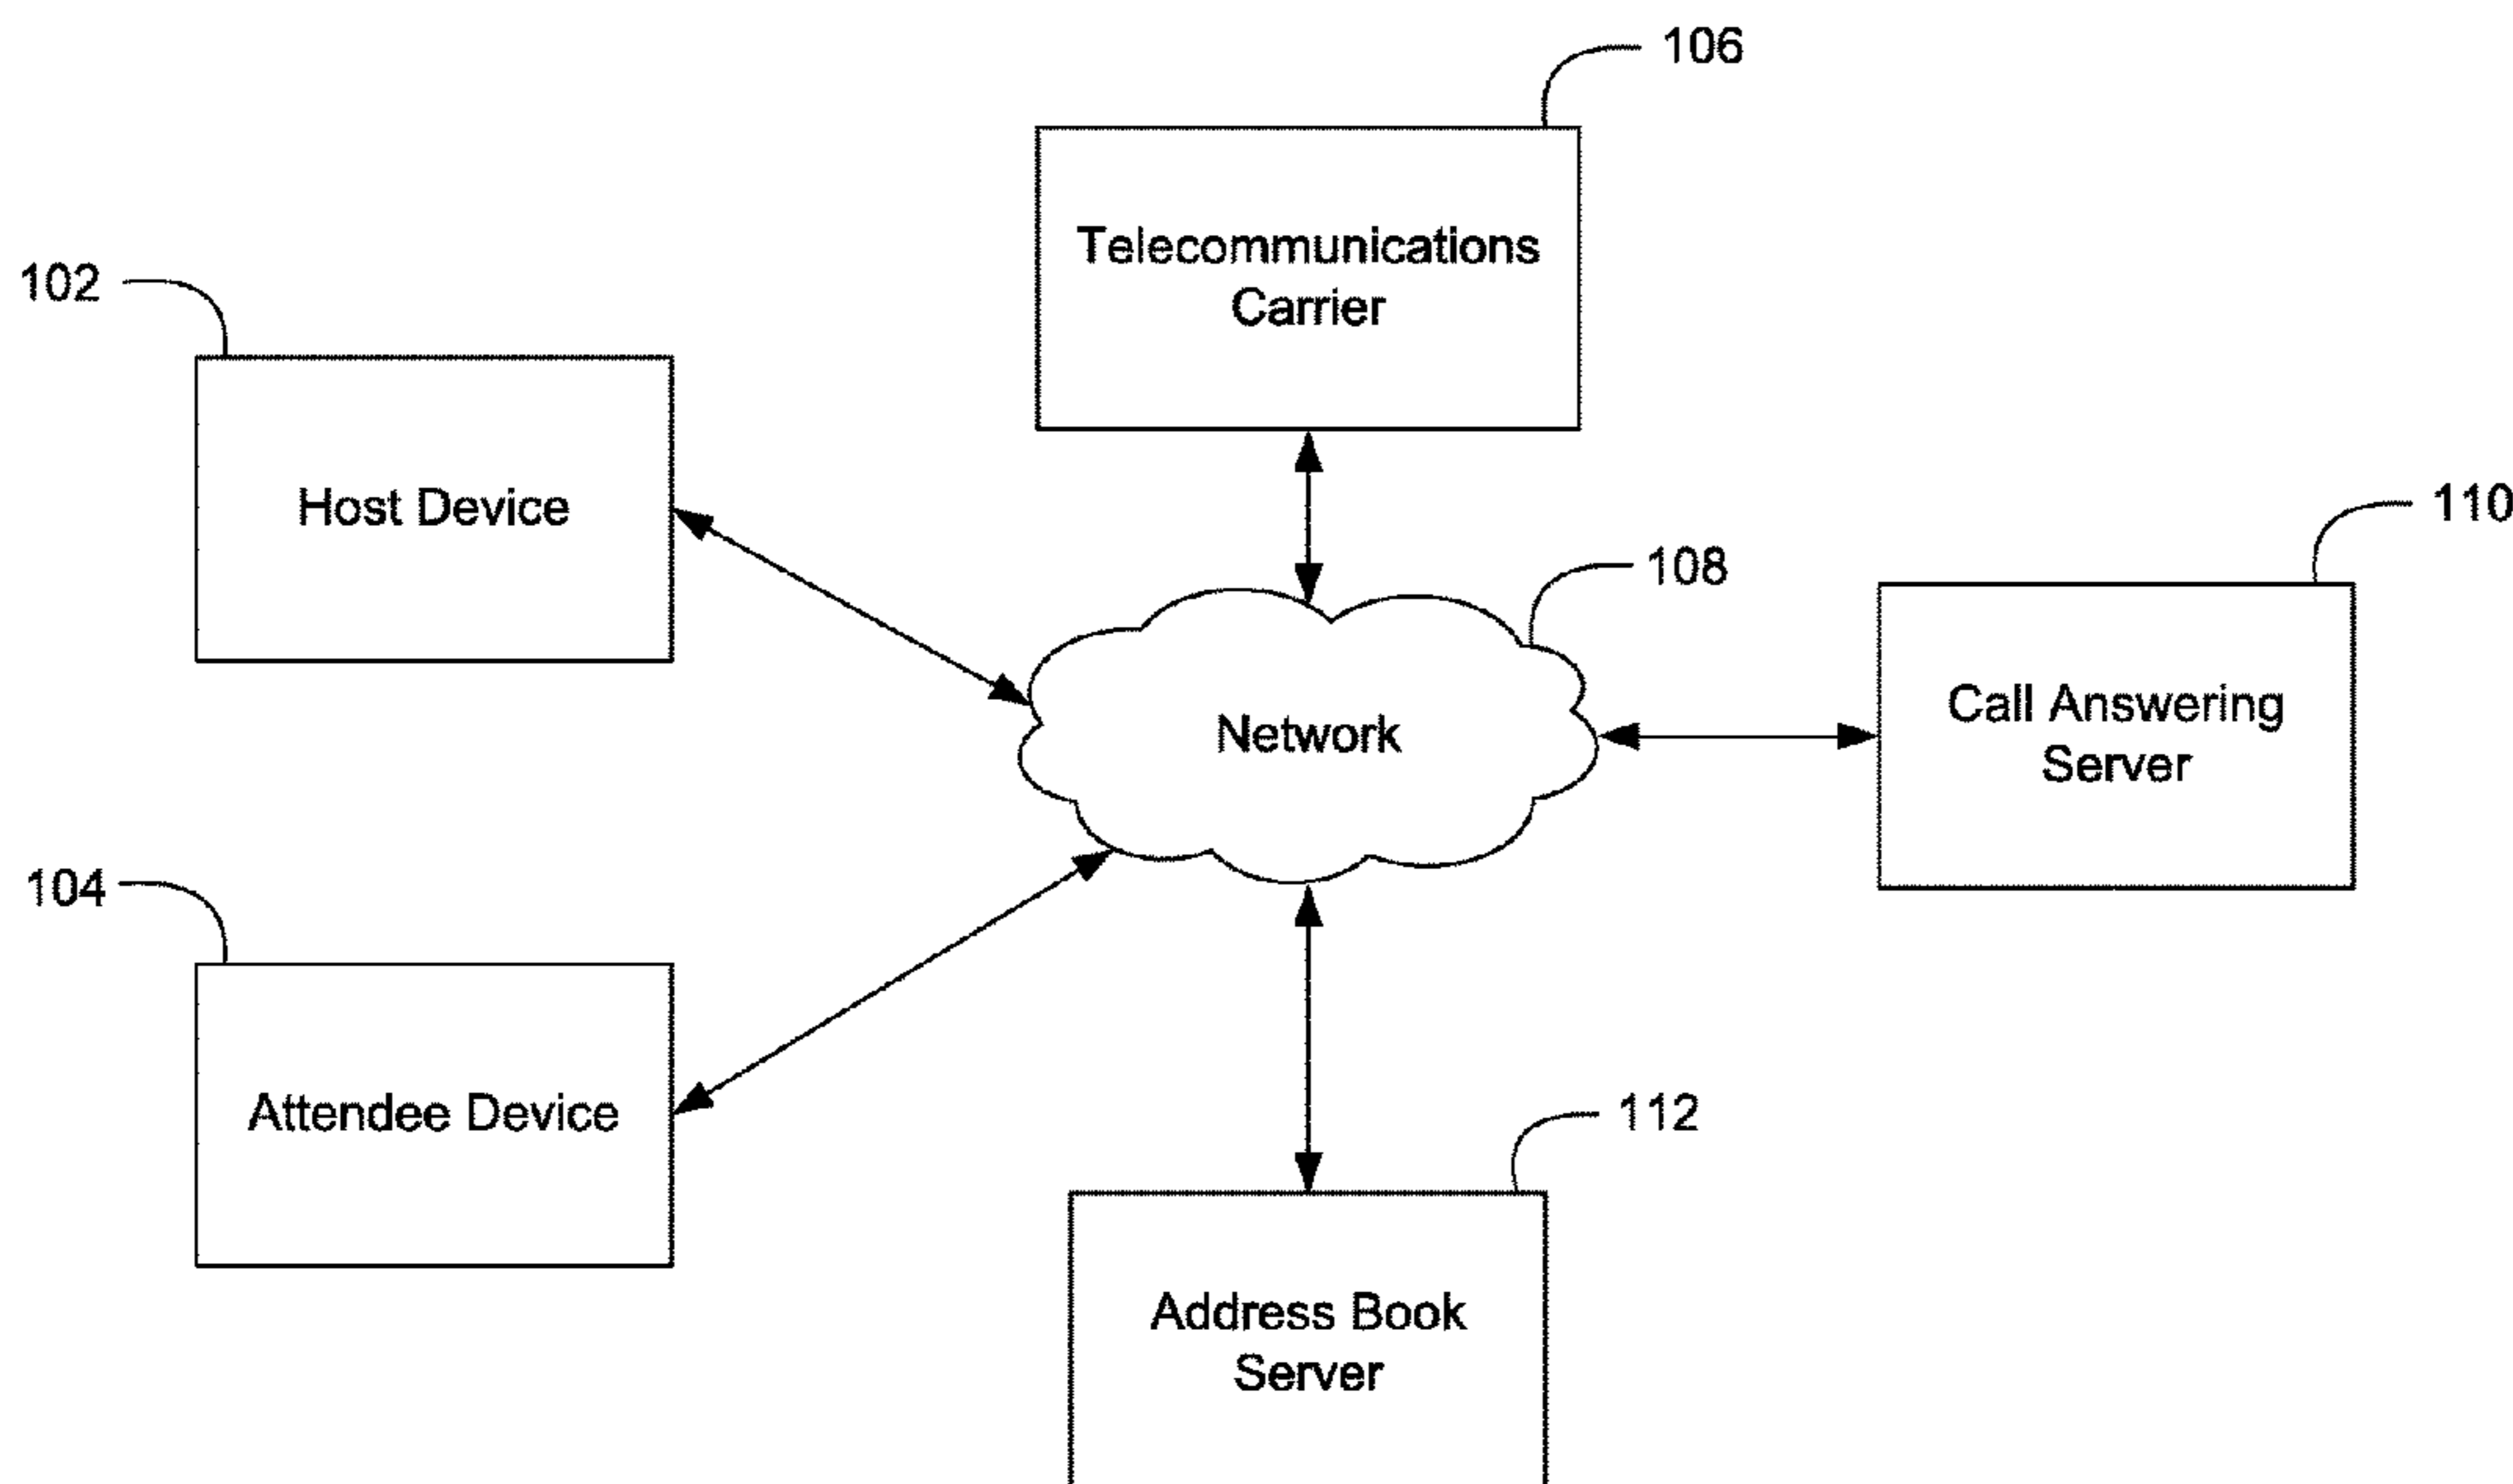 106
Telecommunications
Carrier
102
Host Device
110
108
Call Answering
Server
Network
104
Attendee Device
112
Address Book
Server